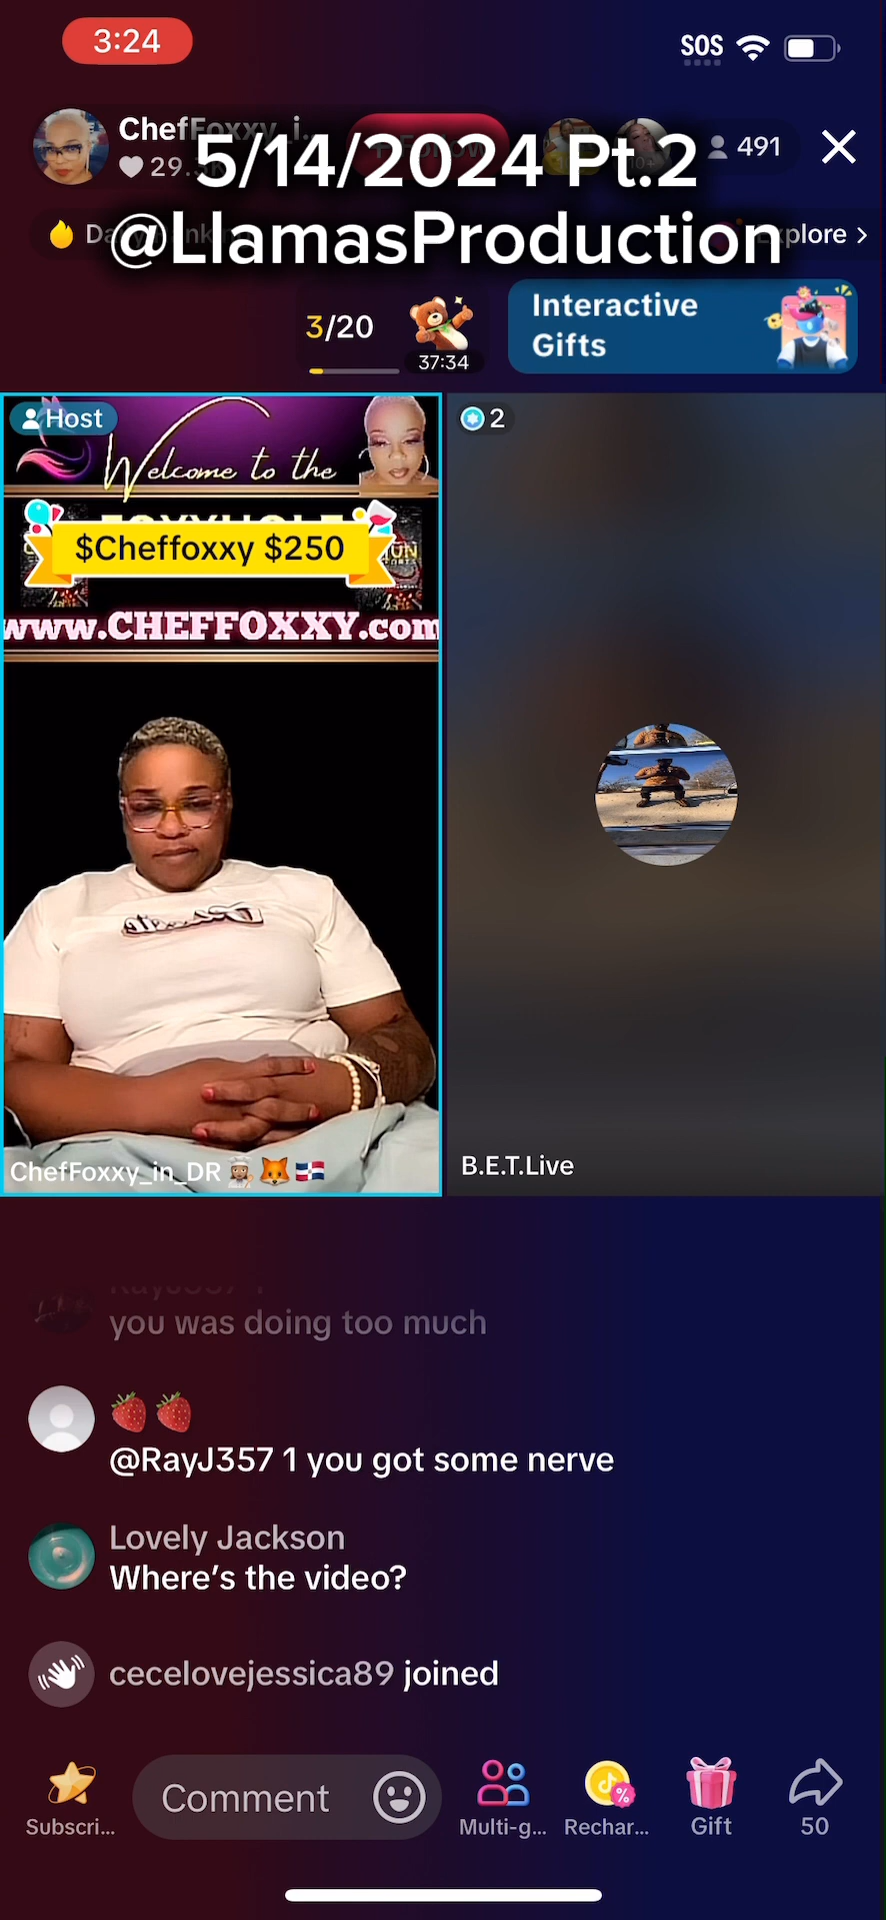 3:24
SOS
ChefFoxxy_i...
491
5/14/2024 Pt.2
@LlamasProduction
Explore >
3/20
37:34
Interactive
Gifts
Host
2
Welcome to the
$Cheffoxxy $250
www.CHEFFOXXY.com
ChefFoxxy_in_DR
B.E.T.Live
you was doing too much
@RayJ357 1 you got some nerve
Lovely Jackson
Where's the video?
cecelovejessica89 joined
Comment
Subscri...
Multi-g...
Rechar...
Gift
50